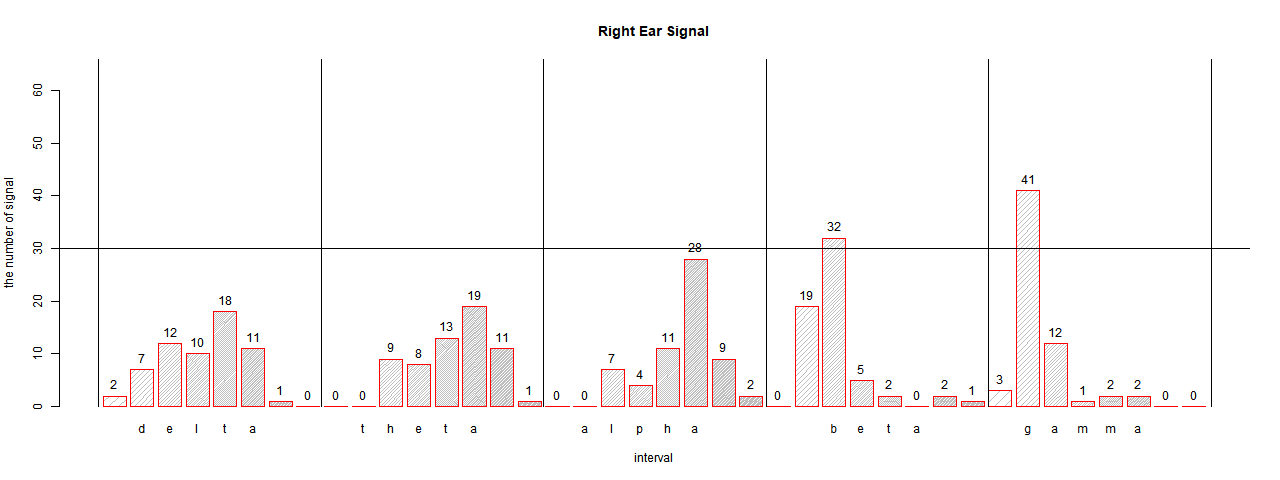 Right Ear Signal
the number of signal
60
50
40
30
20
10
0
2 7 12 10 18 11 1 0 0 0 9 8 13 19 11 1 0 0 7 4 11 28 9 2 0 19 32 5 2 0 2 1 3 41 12 1 2 2 0 0
d e l t a t h e t a a l p h a b e t a g a m m a
interval